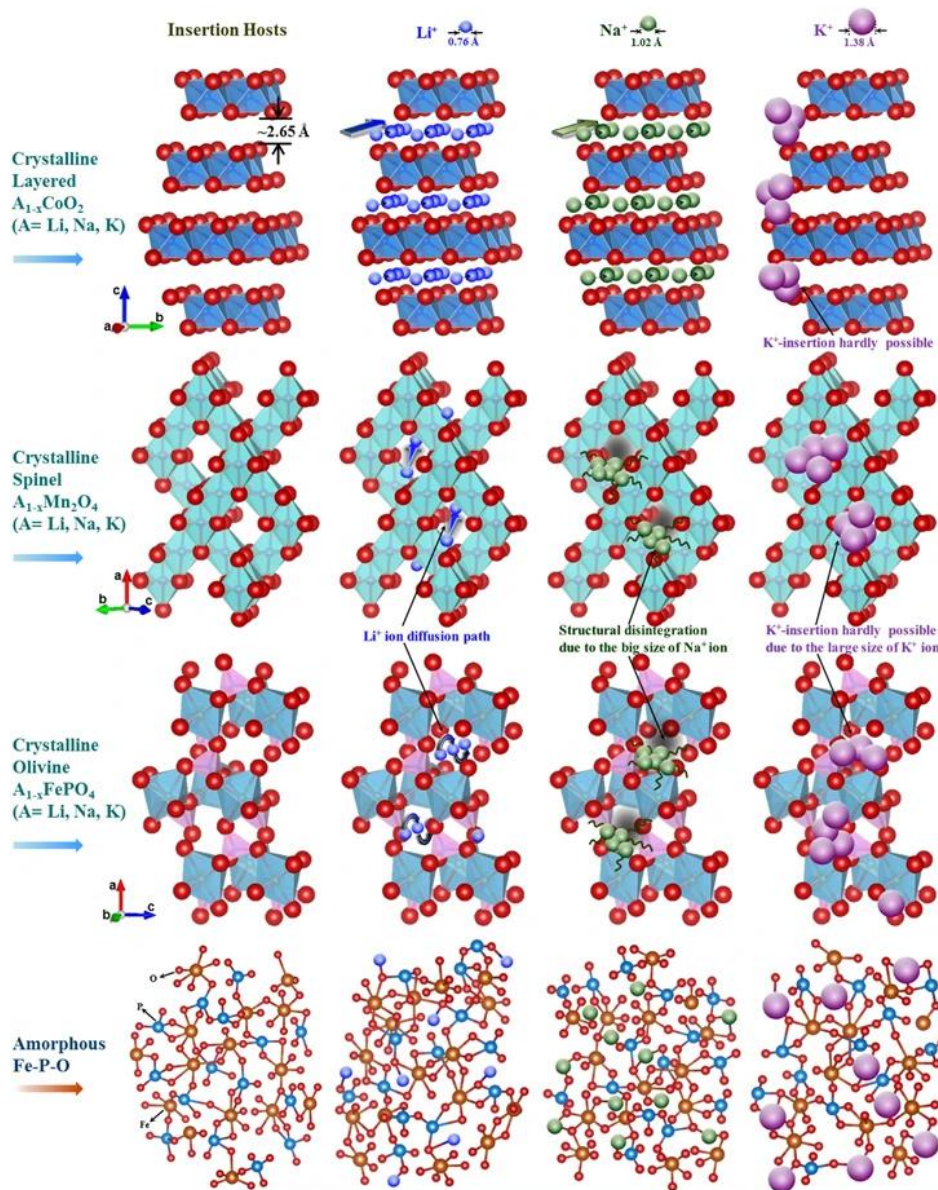 Insertion Hosts
Li⁺
0.76 Å
Na⁺
1.02 Å
K⁺
1.38 Å
~2.65 Å
Crystalline
Layered
A₁₋ₓCoO₂
(A= Li, Na, K)
c
a
b
K⁺-insertion hardly possible
Crystalline
Spinel
A₁₋ₓMn₂O₄
(A= Li, Na, K)
a
b
c
Li⁺ ion diffusion path
Structural disintegration
due to the big size of Na⁺ ion
K⁺-insertion hardly possible
due to the large size of K⁺ ion
Crystalline
Olivine
A₁₋ₓFePO₄
(A= Li, Na, K)
a
b
c
O
P
Amorphous
Fe-P-O
Fe